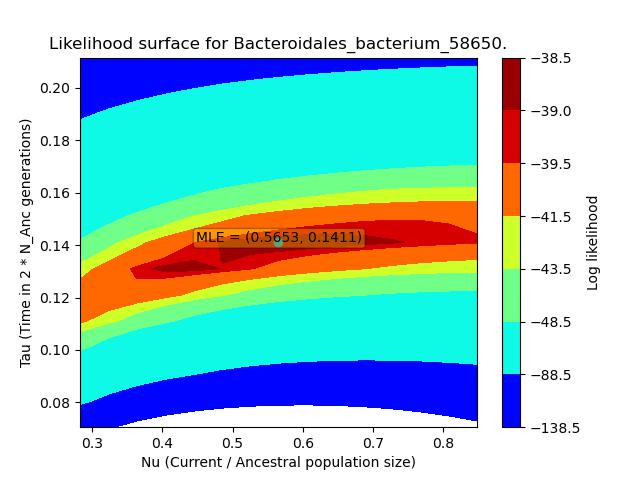 Likelihood surface for Bacteroidales_bacterium_58650.
Tau (Time in 2 * N_Anc generations)
0.20
0.18
0.16
0.14
0.12
0.10
0.08
MLE = (0.5653, 0.1411)
0.3 0.4 0.5 0.6 0.7 0.8
Nu (Current / Ancestral population size)
−38.5
−39.0
−39.5
−41.5
−43.5
−48.5
−88.5
−138.5
Log likelihood